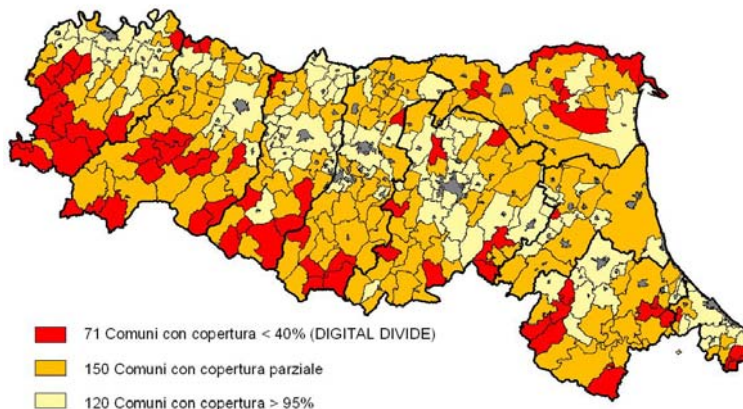 71 Comuni con copertura < 40% (DIGITAL DIVIDE)
150 Comuni con copertura parziale
120 Comuni con copertura > 95%